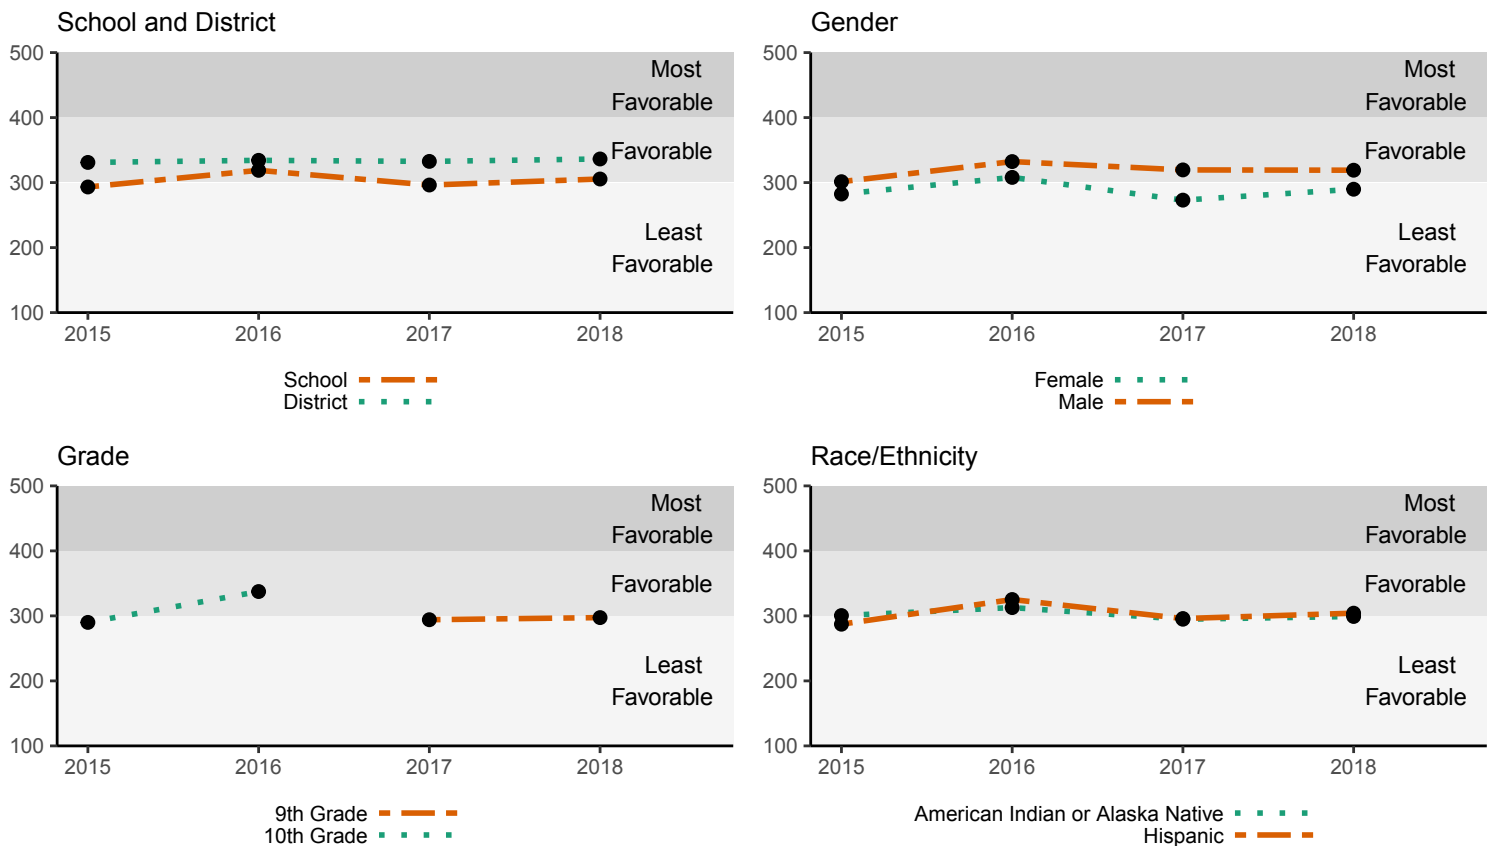 School and District
500
400
300
200
100
Most
Favorable
Favorable
Least
Favorable
2015 2016 2017 2018
School
District
Gender
500
400
300
200
100
Most
Favorable
Favorable
Least
Favorable
2015 2016 2017 2018
Female
Male
Grade
500
400
300
200
100
Most
Favorable
Favorable
Least
Favorable
2015 2016 2017 2018
9th Grade
10th Grade
Race/Ethnicity
500
400
300
200
100
Most
Favorable
Favorable
Least
Favorable
2015 2016 2017 2018
American Indian or Alaska Native
Hispanic